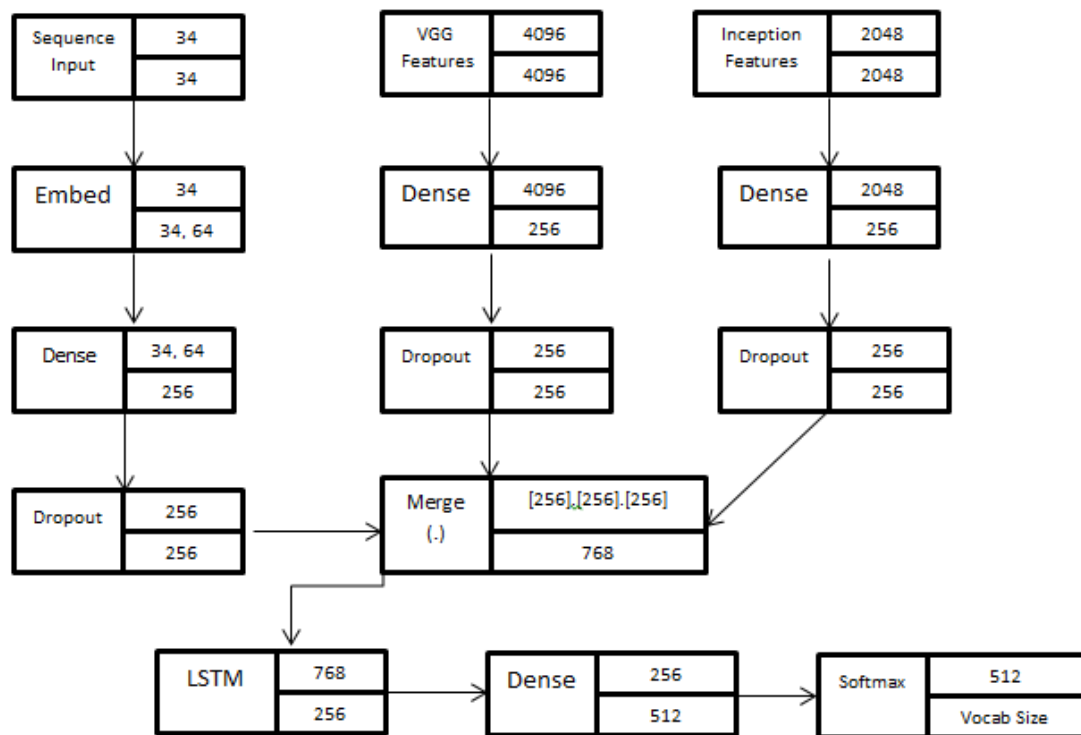 Sequence
Input
34
34
VGG
Features
4096
4096
Inception
Features
2048
2048
Embed
34
34, 64
Dense
4096
256
Dense
2048
256
Dense
34, 64
256
Dropout
256
256
Dropout
256
256
Dropout
256
256
Merge
(.)
[256],[256].[256]
768
LSTM
768
256
Dense
256
512
Softmax
512
Vocab Size